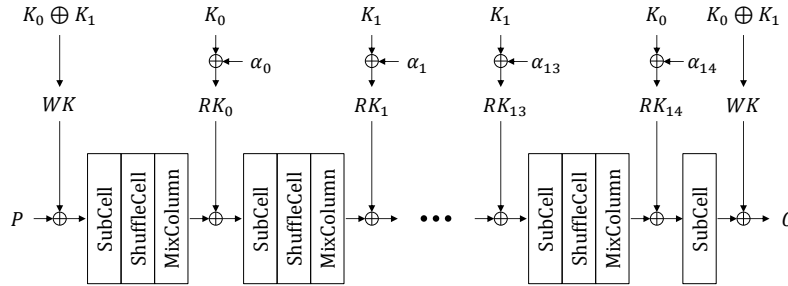 K₀ ⊕ K₁ K₀ K₁ K₁ K₀ K₀ ⊕ K₁
α₀ α₁ α₁₃ α₁₄
WK RK₀ RK₁ RK₁₃ RK₁₄ WK
P SubCell ShuffleCell MixColumn SubCell ShuffleCell MixColumn ••• SubCell ShuffleCell MixColumn SubCell C